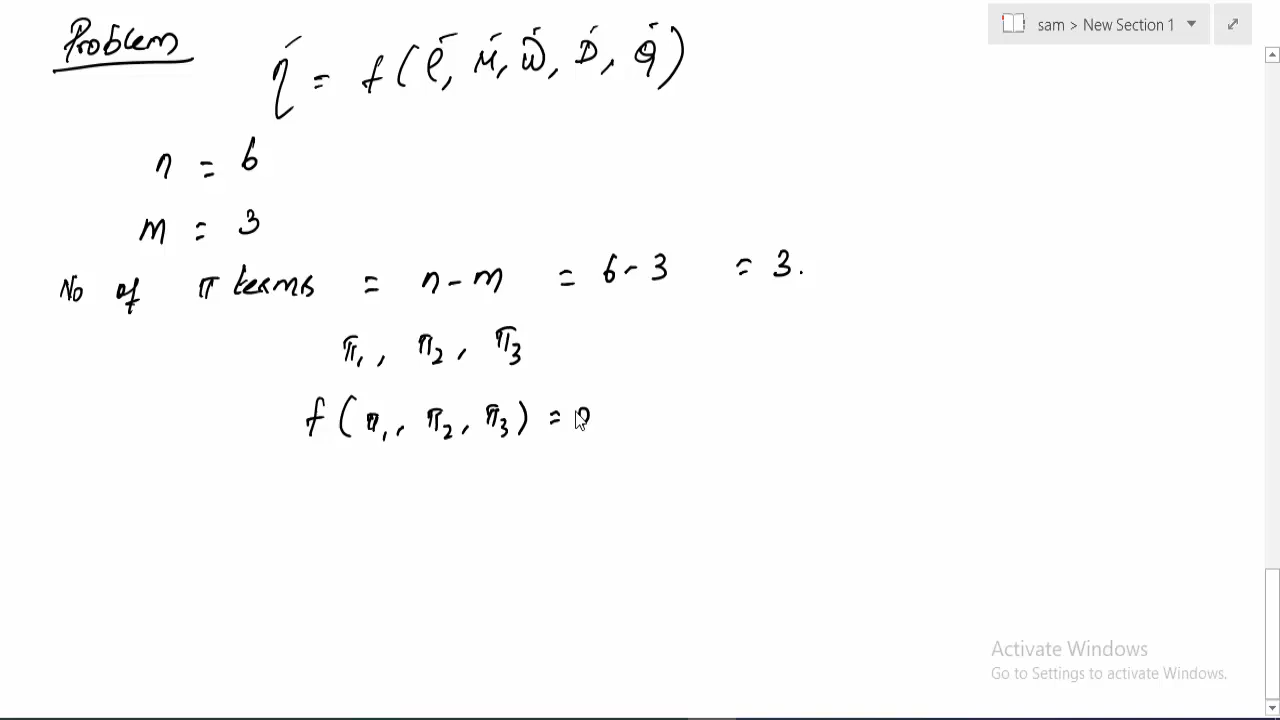 sam > New Section 1
Problem
η = f(ρ, μ, ω, D, Q)
n = 6
m = 3
No of π terms = n - m = 6 - 3 = 3.
π₁, π₂, π₃
f(π₁, π₂, π₃) = 0
Activate Windows
Go to Settings to activate Windows.